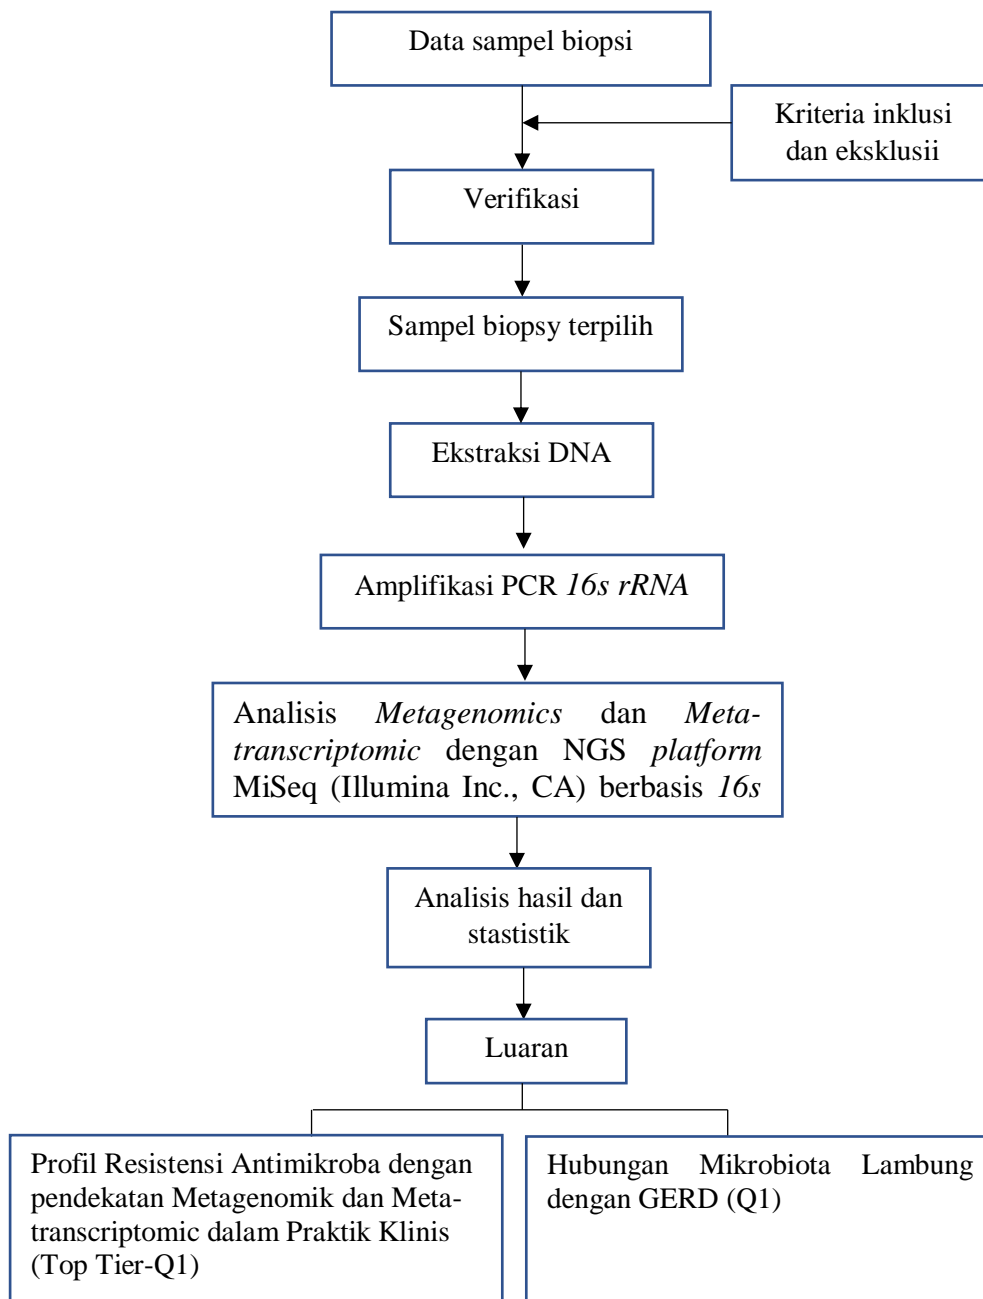 Data sampel biopsi
Kriteria inklusi
dan eksklusii
Verifikasi
Sampel biopsy terpilih
Ekstraksi DNA
Amplifikasi PCR 16s rRNA
Analisis Metagenomics dan Meta-
transcriptomic dengan NGS platform
MiSeq (Illumina Inc., CA) berbasis 16s
Analisis hasil dan
stastistik
Luaran
Profil Resistensi Antimikroba dengan
pendekatan Metagenomik dan Meta-
transcriptomic dalam Praktik Klinis
(Top Tier-Q1)
Hubungan Mikrobiota Lambung
dengan GERD (Q1)